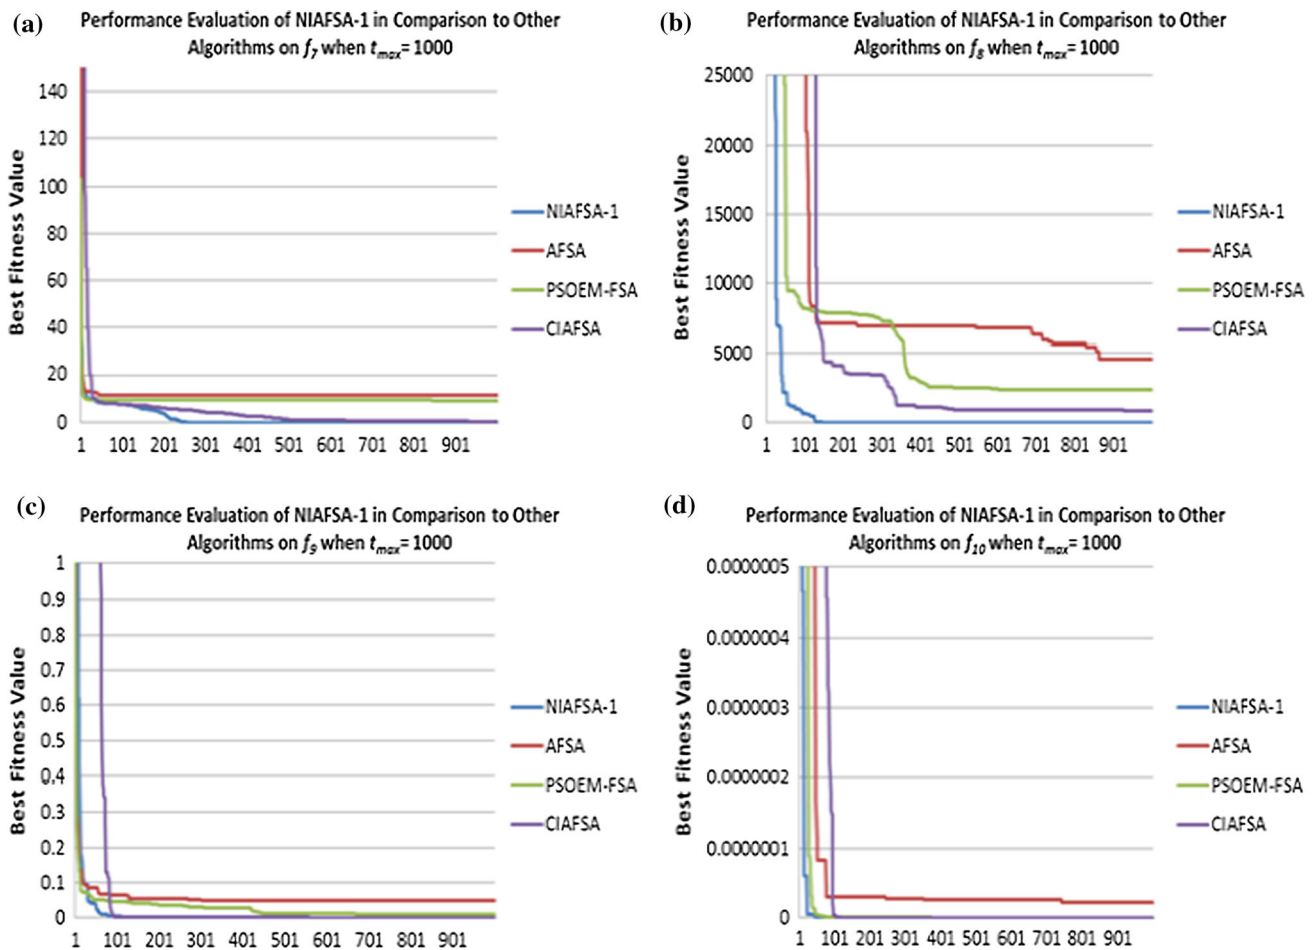 (a)
Performance Evaluation of NIAFSA-1 in Comparison to Other
Algorithms on f7 when tmax= 1000
Best Fitness Value
140
120
100
80
60
40
20
0
1 101 201 301 401 501 601 701 801 901
NIAFSA-1
AFSA
PSOEM-FSA
CIAFSA
(b)
Performance Evaluation of NIAFSA-1 in Comparison to Other
Algorithms on f8 when tmax= 1000
Best Fitness Value
25000
20000
15000
10000
5000
0
1 101 201 301 401 501 601 701 801 901
NIAFSA-1
AFSA
PSOEM-FSA
CIAFSA
(c)
Performance Evaluation of NIAFSA-1 in Comparison to Other
Algorithms on f9 when tmax= 1000
Best Fitness Value
1
0.9
0.8
0.7
0.6
0.5
0.4
0.3
0.2
0.1
0
1 101 201 301 401 501 601 701 801 901
NIAFSA-1
AFSA
PSOEM-FSA
CIAFSA
(d)
Performance Evaluation of NIAFSA-1 in Comparison to Other
Algorithms on f10 when tmax= 1000
Best Fitness Value
0.0000005
0.0000004
0.0000003
0.0000002
0.0000001
0
1 101 201 301 401 501 601 701 801 901
NIAFSA-1
AFSA
PSOEM-FSA
CIAFSA